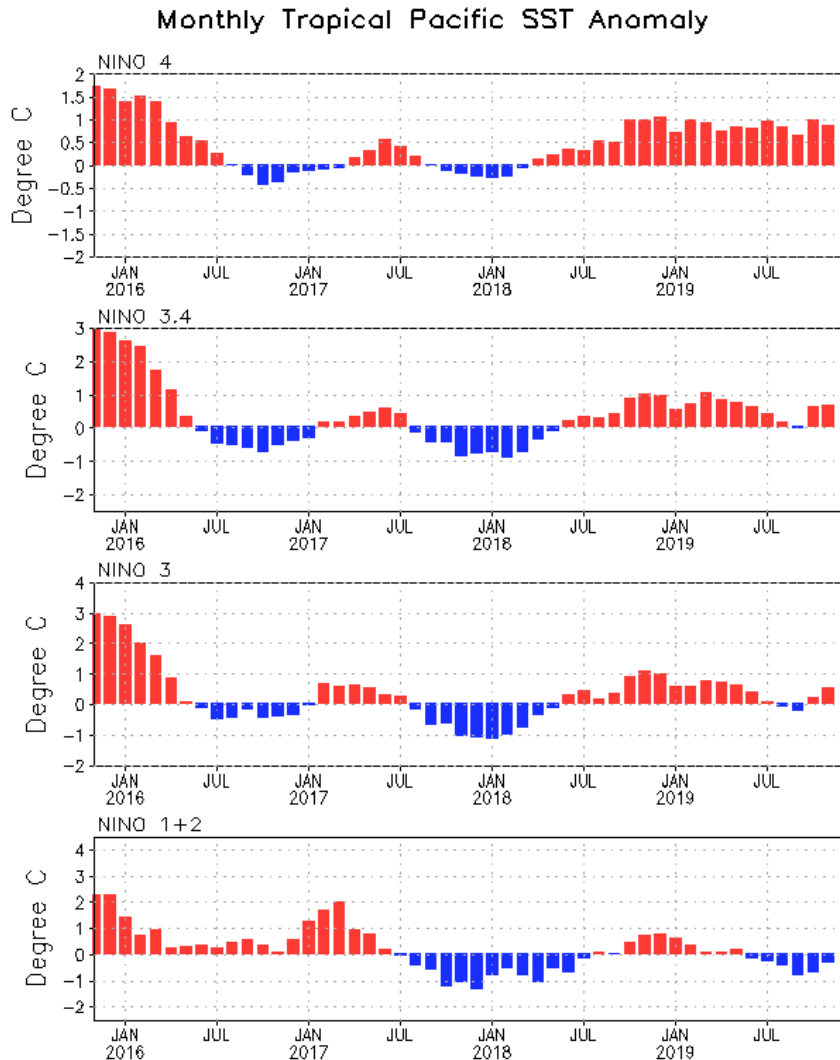 Monthly Tropical Pacific SST Anomaly
NINO 4
Degree C
2
1.5
1
0.5
0
−0.5
−1
−1.5
−2
JAN JUL JAN JUL JAN JUL JAN JUL
2016 2017 2018 2019
NINO 3.4
Degree C
3
2
1
0
−1
−2
JAN JUL JAN JUL JAN JUL JAN JUL
2016 2017 2018 2019
NINO 3
Degree C
4
3
2
1
0
−1
−2
JAN JUL JAN JUL JAN JUL JAN JUL
2016 2017 2018 2019
NINO 1+2
Degree C
4
3
2
1
0
−1
−2
JAN JUL JAN JUL JAN JUL JAN JUL
2016 2017 2018 2019